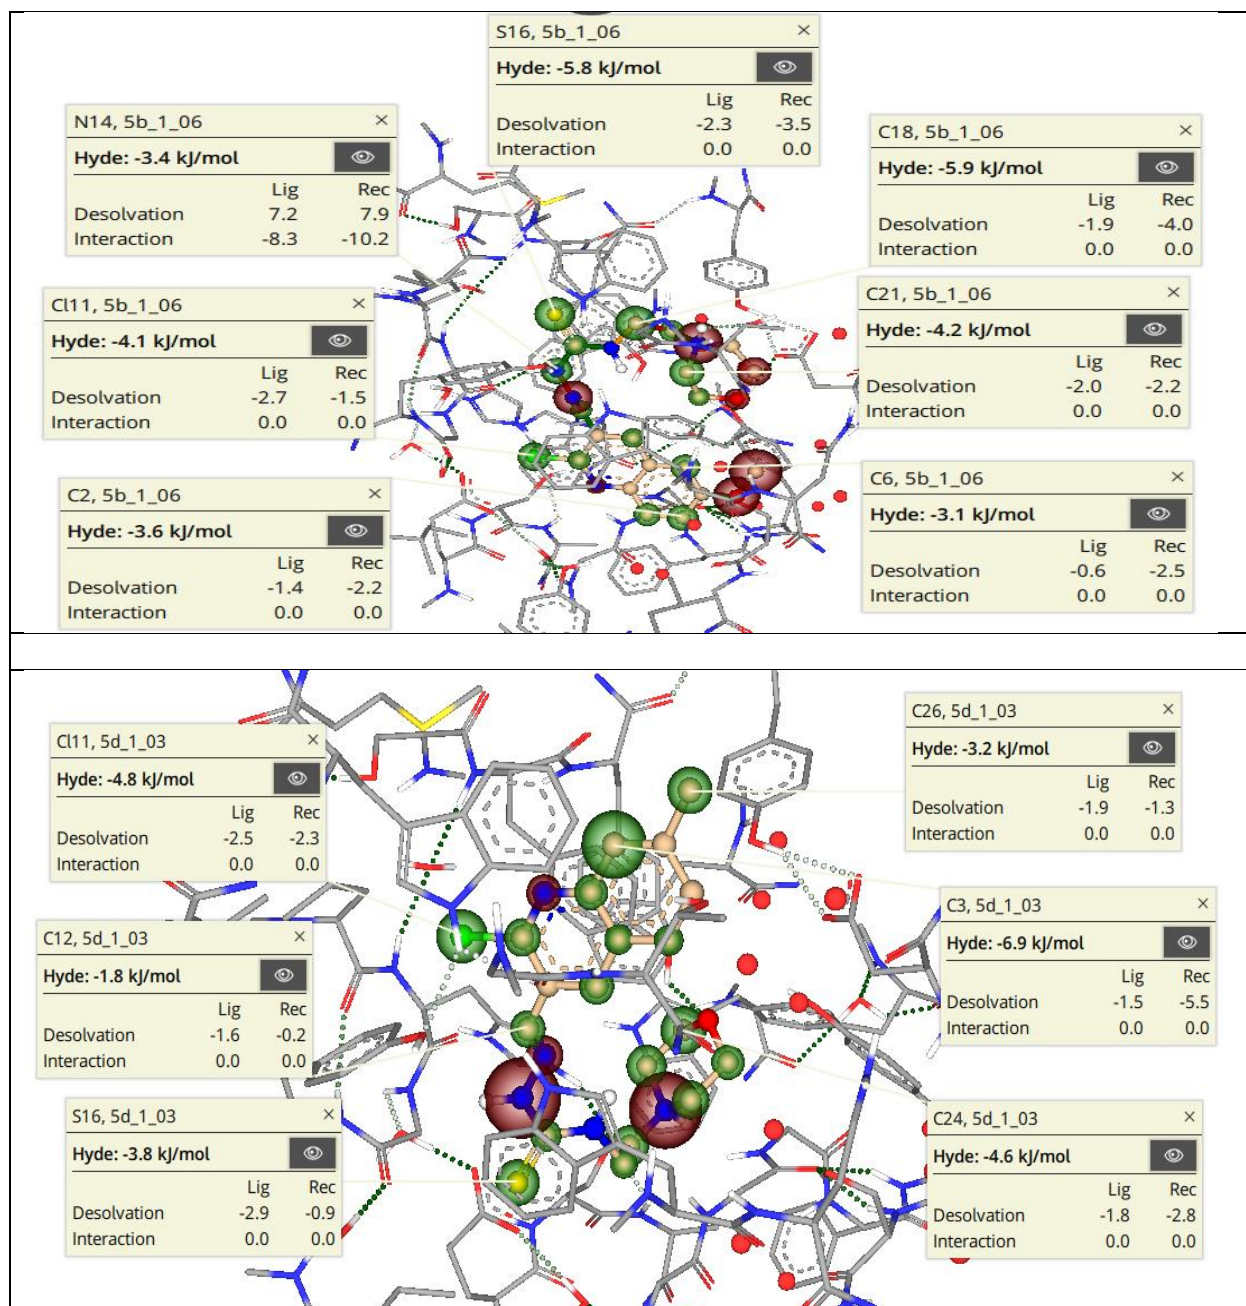 S16, 5b_1_06 ×
Hyde: -5.8 kJ/mol
Lig Rec
Desolvation -2.3 -3.5
Interaction 0.0 0.0
N14, 5b_1_06 ×
Hyde: -3.4 kJ/mol
Lig Rec
Desolvation 7.2 7.9
Interaction -8.3 -10.2
C18, 5b_1_06 ×
Hyde: -5.9 kJ/mol
Lig Rec
Desolvation -1.9 -4.0
Interaction 0.0 0.0
Cl11, 5b_1_06 ×
Hyde: -4.1 kJ/mol
Lig Rec
Desolvation -2.7 -1.5
Interaction 0.0 0.0
C21, 5b_1_06 ×
Hyde: -4.2 kJ/mol
Lig Rec
Desolvation -2.0 -2.2
Interaction 0.0 0.0
C2, 5b_1_06 ×
Hyde: -3.6 kJ/mol
Lig Rec
Desolvation -1.4 -2.2
Interaction 0.0 0.0
C6, 5b_1_06 ×
Hyde: -3.1 kJ/mol
Lig Rec
Desolvation -0.6 -2.5
Interaction 0.0 0.0
Cl11, 5d_1_03 ×
Hyde: -4.8 kJ/mol
Lig Rec
Desolvation -2.5 -2.3
Interaction 0.0 0.0
C26, 5d_1_03 ×
Hyde: -3.2 kJ/mol
Lig Rec
Desolvation -1.9 -1.3
Interaction 0.0 0.0
C12, 5d_1_03 ×
Hyde: -1.8 kJ/mol
Lig Rec
Desolvation -1.6 -0.2
Interaction 0.0 0.0
C3, 5d_1_03 ×
Hyde: -6.9 kJ/mol
Lig Rec
Desolvation -1.5 -5.5
Interaction 0.0 0.0
S16, 5d_1_03 ×
Hyde: -3.8 kJ/mol
Lig Rec
Desolvation -2.9 -0.9
Interaction 0.0 0.0
C24, 5d_1_03 ×
Hyde: -4.6 kJ/mol
Lig Rec
Desolvation -1.8 -2.8
Interaction 0.0 0.0